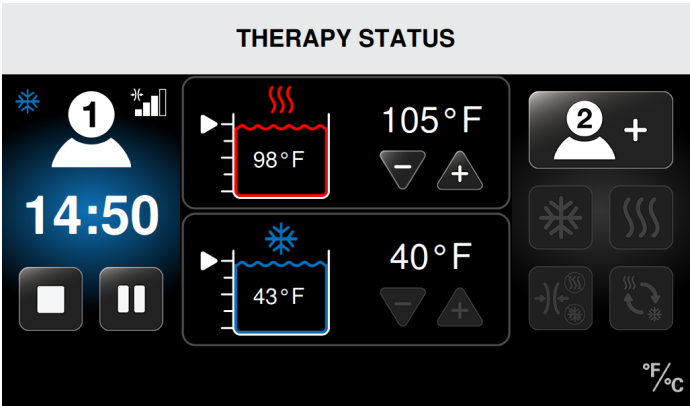 THERAPY STATUS
1
14:50
98°F
105°F
43°F
40°F
2
+
°F/°C